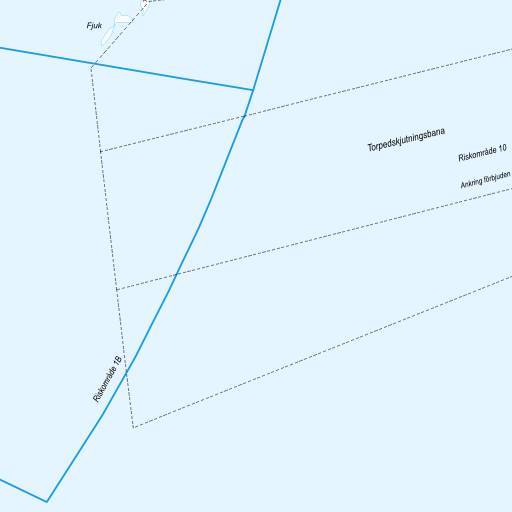 Fjuk
Torpedskjutningsbana
Riskområde 10
Ankring förbjuden
Riskområde 1B